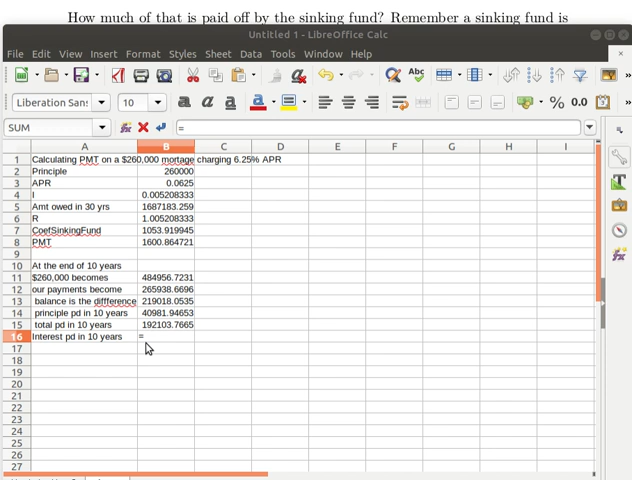 How much of that is paid off by the sinking fund? Remember a sinking fund is
Untitled 1 - LibreOffice Calc
File Edit View Insert Format Styles Sheet Data Tools Window Help
Liberation Sans 10 a a a a % 0.0
SUM =
A B C D E F G H I
1 Calculating PMT on a $260,000 mortage charging 6.25% APR
2 Principle 260000
3 APR 0.0625
4 I 0.005208333
5 Amt owed in 30 yrs 1687183.259
6 R 1.005208333
7 CoefSinkingFund 1053.919945
8 PMT 1600.864721
9
10 At the end of 10 years
11 $260,000 becomes 484956.7231
12 our payments become 265938.6696
13 balance is the diffference 219018.0535
14 principle pd in 10 years 40981.94653
15 total pd in 10 years 192103.7665
16 Interest pd in 10 years =
17
18
19
20
21
22
23
24
25
26
27